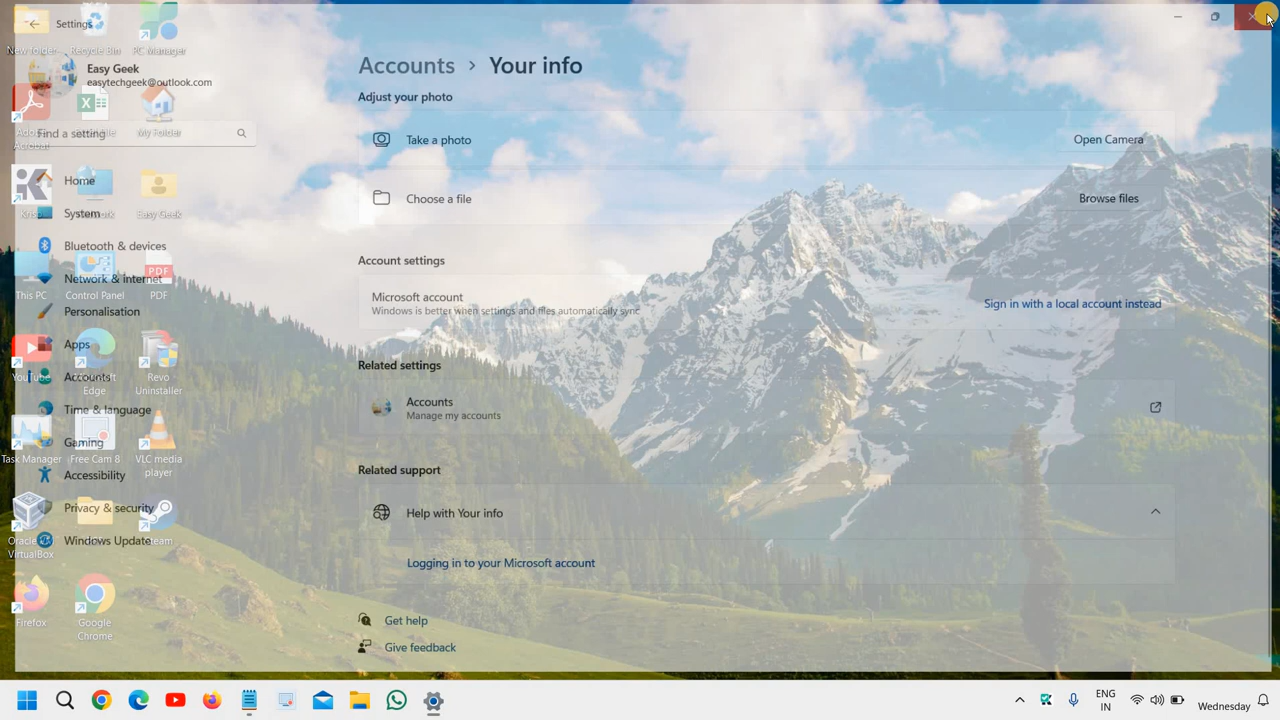 Settings
New folder
Recycle Bin
PC Manager
Easy Geek
easytechgeek@outlook.com
Accounts > Your info
Adjust your photo
Adobe
Acrobat
My Folder
Find a setting
Take a photo
Open Camera
Choose a file
Browse files
Home
System
Easy Geek
Bluetooth & devices
Account settings
Network & internet
PDF
This PC
Control Panel
PDF
Microsoft account
Windows is better when settings and files automatically sync
Sign in with a local account instead
Personalisation
Apps
Related settings
YouTube
Accounts
Edge
Revo
Uninstaller
Accounts
Manage my accounts
Time & language
Gaming
Task Manager
Free Cam 8
VLC media
player
Related support
Accessibility
Privacy & security
Help with Your info
Windows Update
Oracle
VirtualBox
Steam
Logging in to your Microsoft account
Firefox
Google
Chrome
Get help
Give feedback
ENG
IN
Wednesday